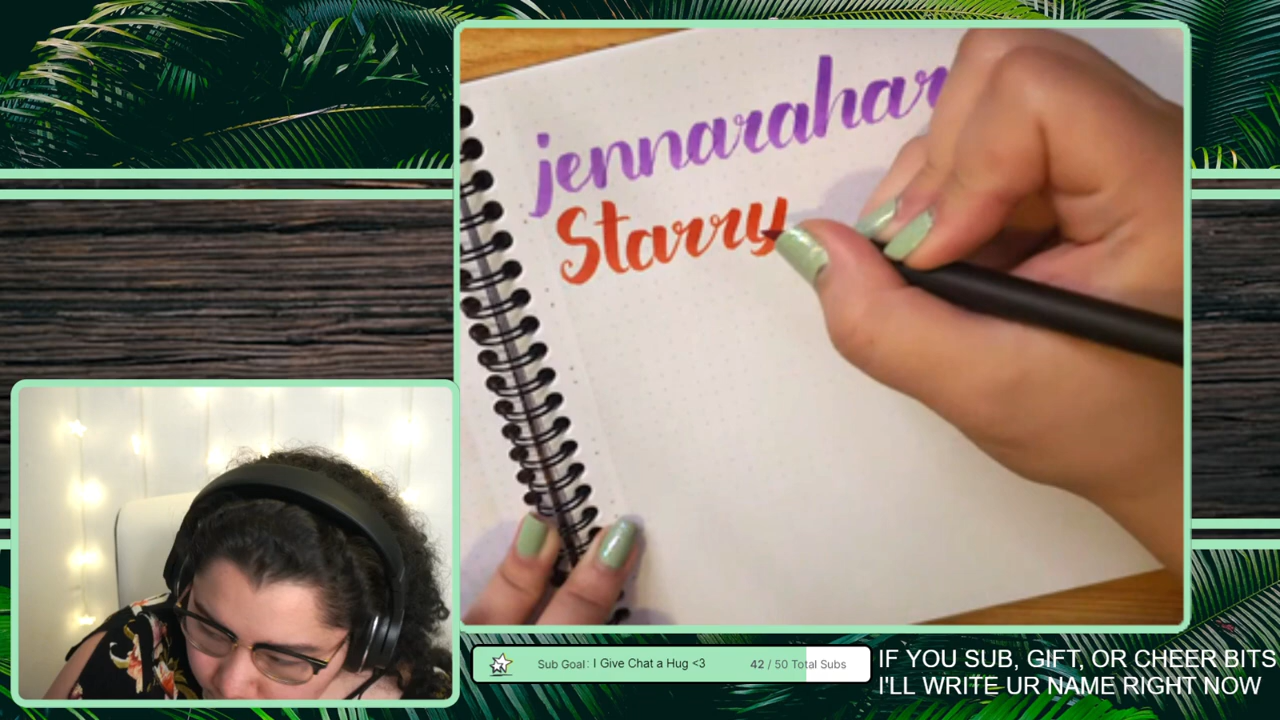 jennarahar
Starry
Sub Goal: I Give Chat a Hug <3 42 / 50 Total Subs
IF YOU SUB, GIFT, OR CHEER BITS
I'LL WRITE UR NAME RIGHT NOW